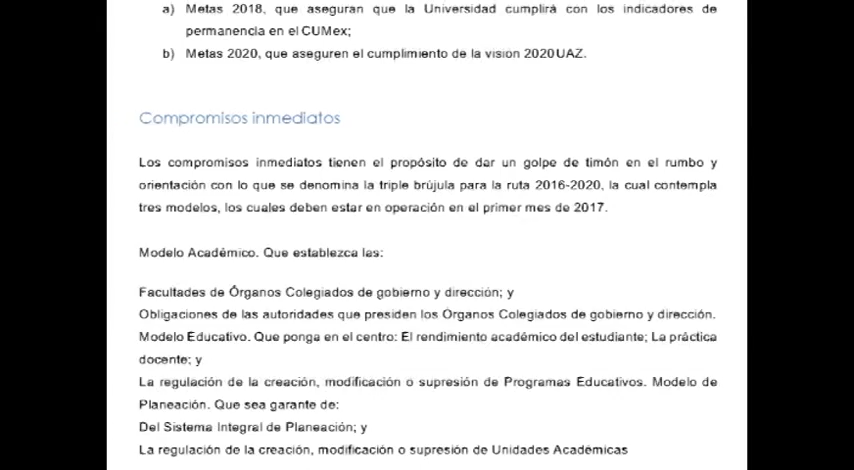 a) Metas 2018, que aseguran que la Universidad cumplirá con los indicadores de
permanencia en el CUMex;
b) Metas 2020, que aseguren el cumplimiento de la visión 2020UAZ.
Compromisos inmediatos
Los compromisos inmediatos tienen el propósito de dar un golpe de timón en el rumbo y
orientación con lo que se denomina la triple brújula para la ruta 2016-2020, la cual contempla
tres modelos, los cuales deben estar en operación en el primer mes de 2017.
Modelo Académico. Que establezca las:
Facultades de Órganos Colegiados de gobierno y dirección; y
Obligaciones de las autoridades que presiden los Órganos Colegiados de gobierno y dirección.
Modelo Educativo. Que ponga en el centro: El rendimiento académico del estudiante; La práctica
docente; y
La regulación de la creación, modificación o supresión de Programas Educativos. Modelo de
Planeación. Que sea garante de:
Del Sistema Integral de Planeación; y
La regulación de la creación, modificación o supresión de Unidades Académicas